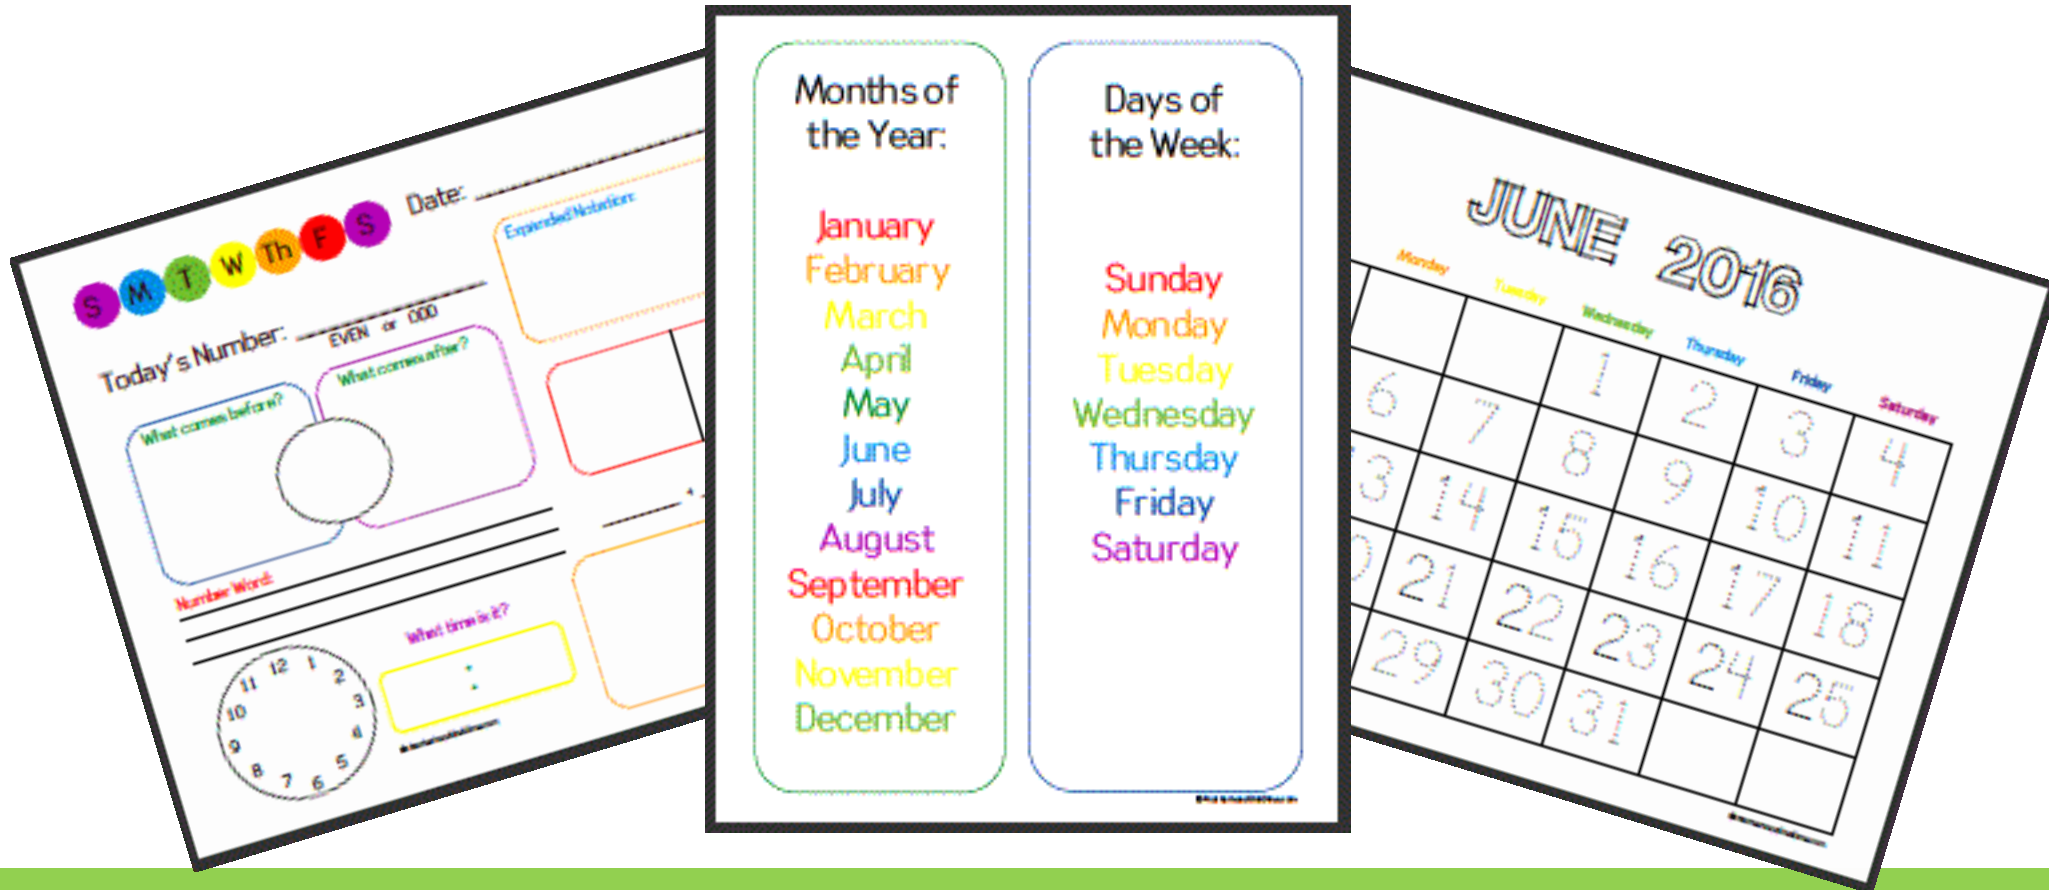 S M T W Th F S
Date:
Today's Number:
EVEN or ODD
Expanded Notation:
What comes before?
What comes after?
Number Word:
What time is it?
:
12 1 2 3 4 5 6 7 8 9 10 11
+
Months of
the Year:
January
February
March
April
May
June
July
August
September
October
November
December
Days of
the Week:
Sunday
Monday
Tuesday
Wednesday
Thursday
Friday
Saturday
JUNE 2016
Monday Tuesday Wednesday Thursday Friday Saturday
1 2 3 4
6 7 8 9 10 11
3 14 15 16 17 18
0 21 22 23 24 25
29 30 31